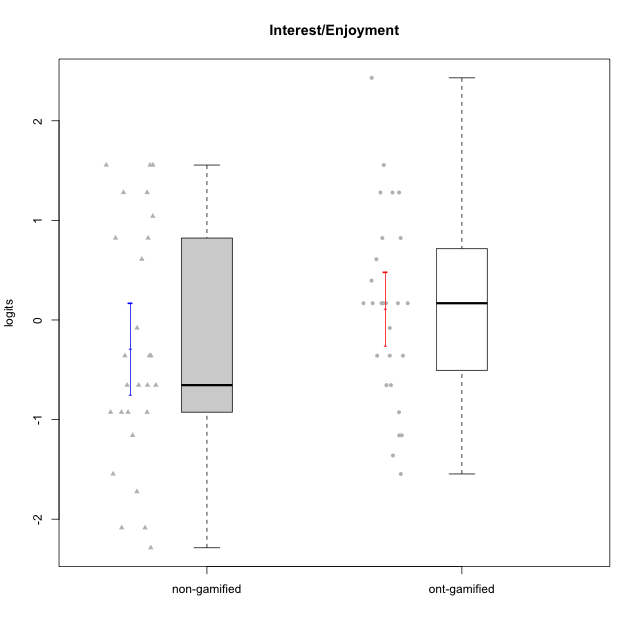 Interest/Enjoyment
logits
2
1
0
-1
-2
non-gamified
ont-gamified